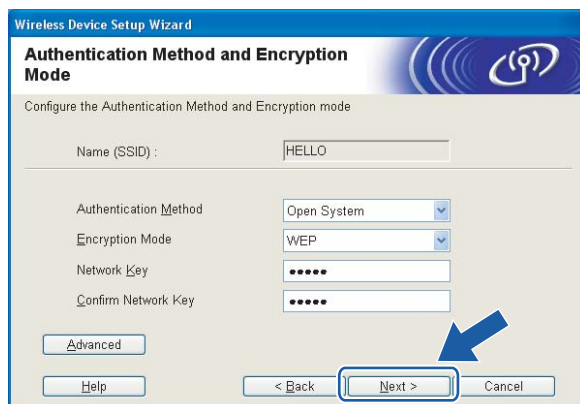 Wireless Device Setup Wizard
Authentication Method and Encryption
Mode
Configure the Authentication Method and Encryption mode
Name (SSID) : HELLO
Authentication Method Open System
Encryption Mode WEP
Network Key •••••
Confirm Network Key •••••
Advanced
Help < Back Next > Cancel